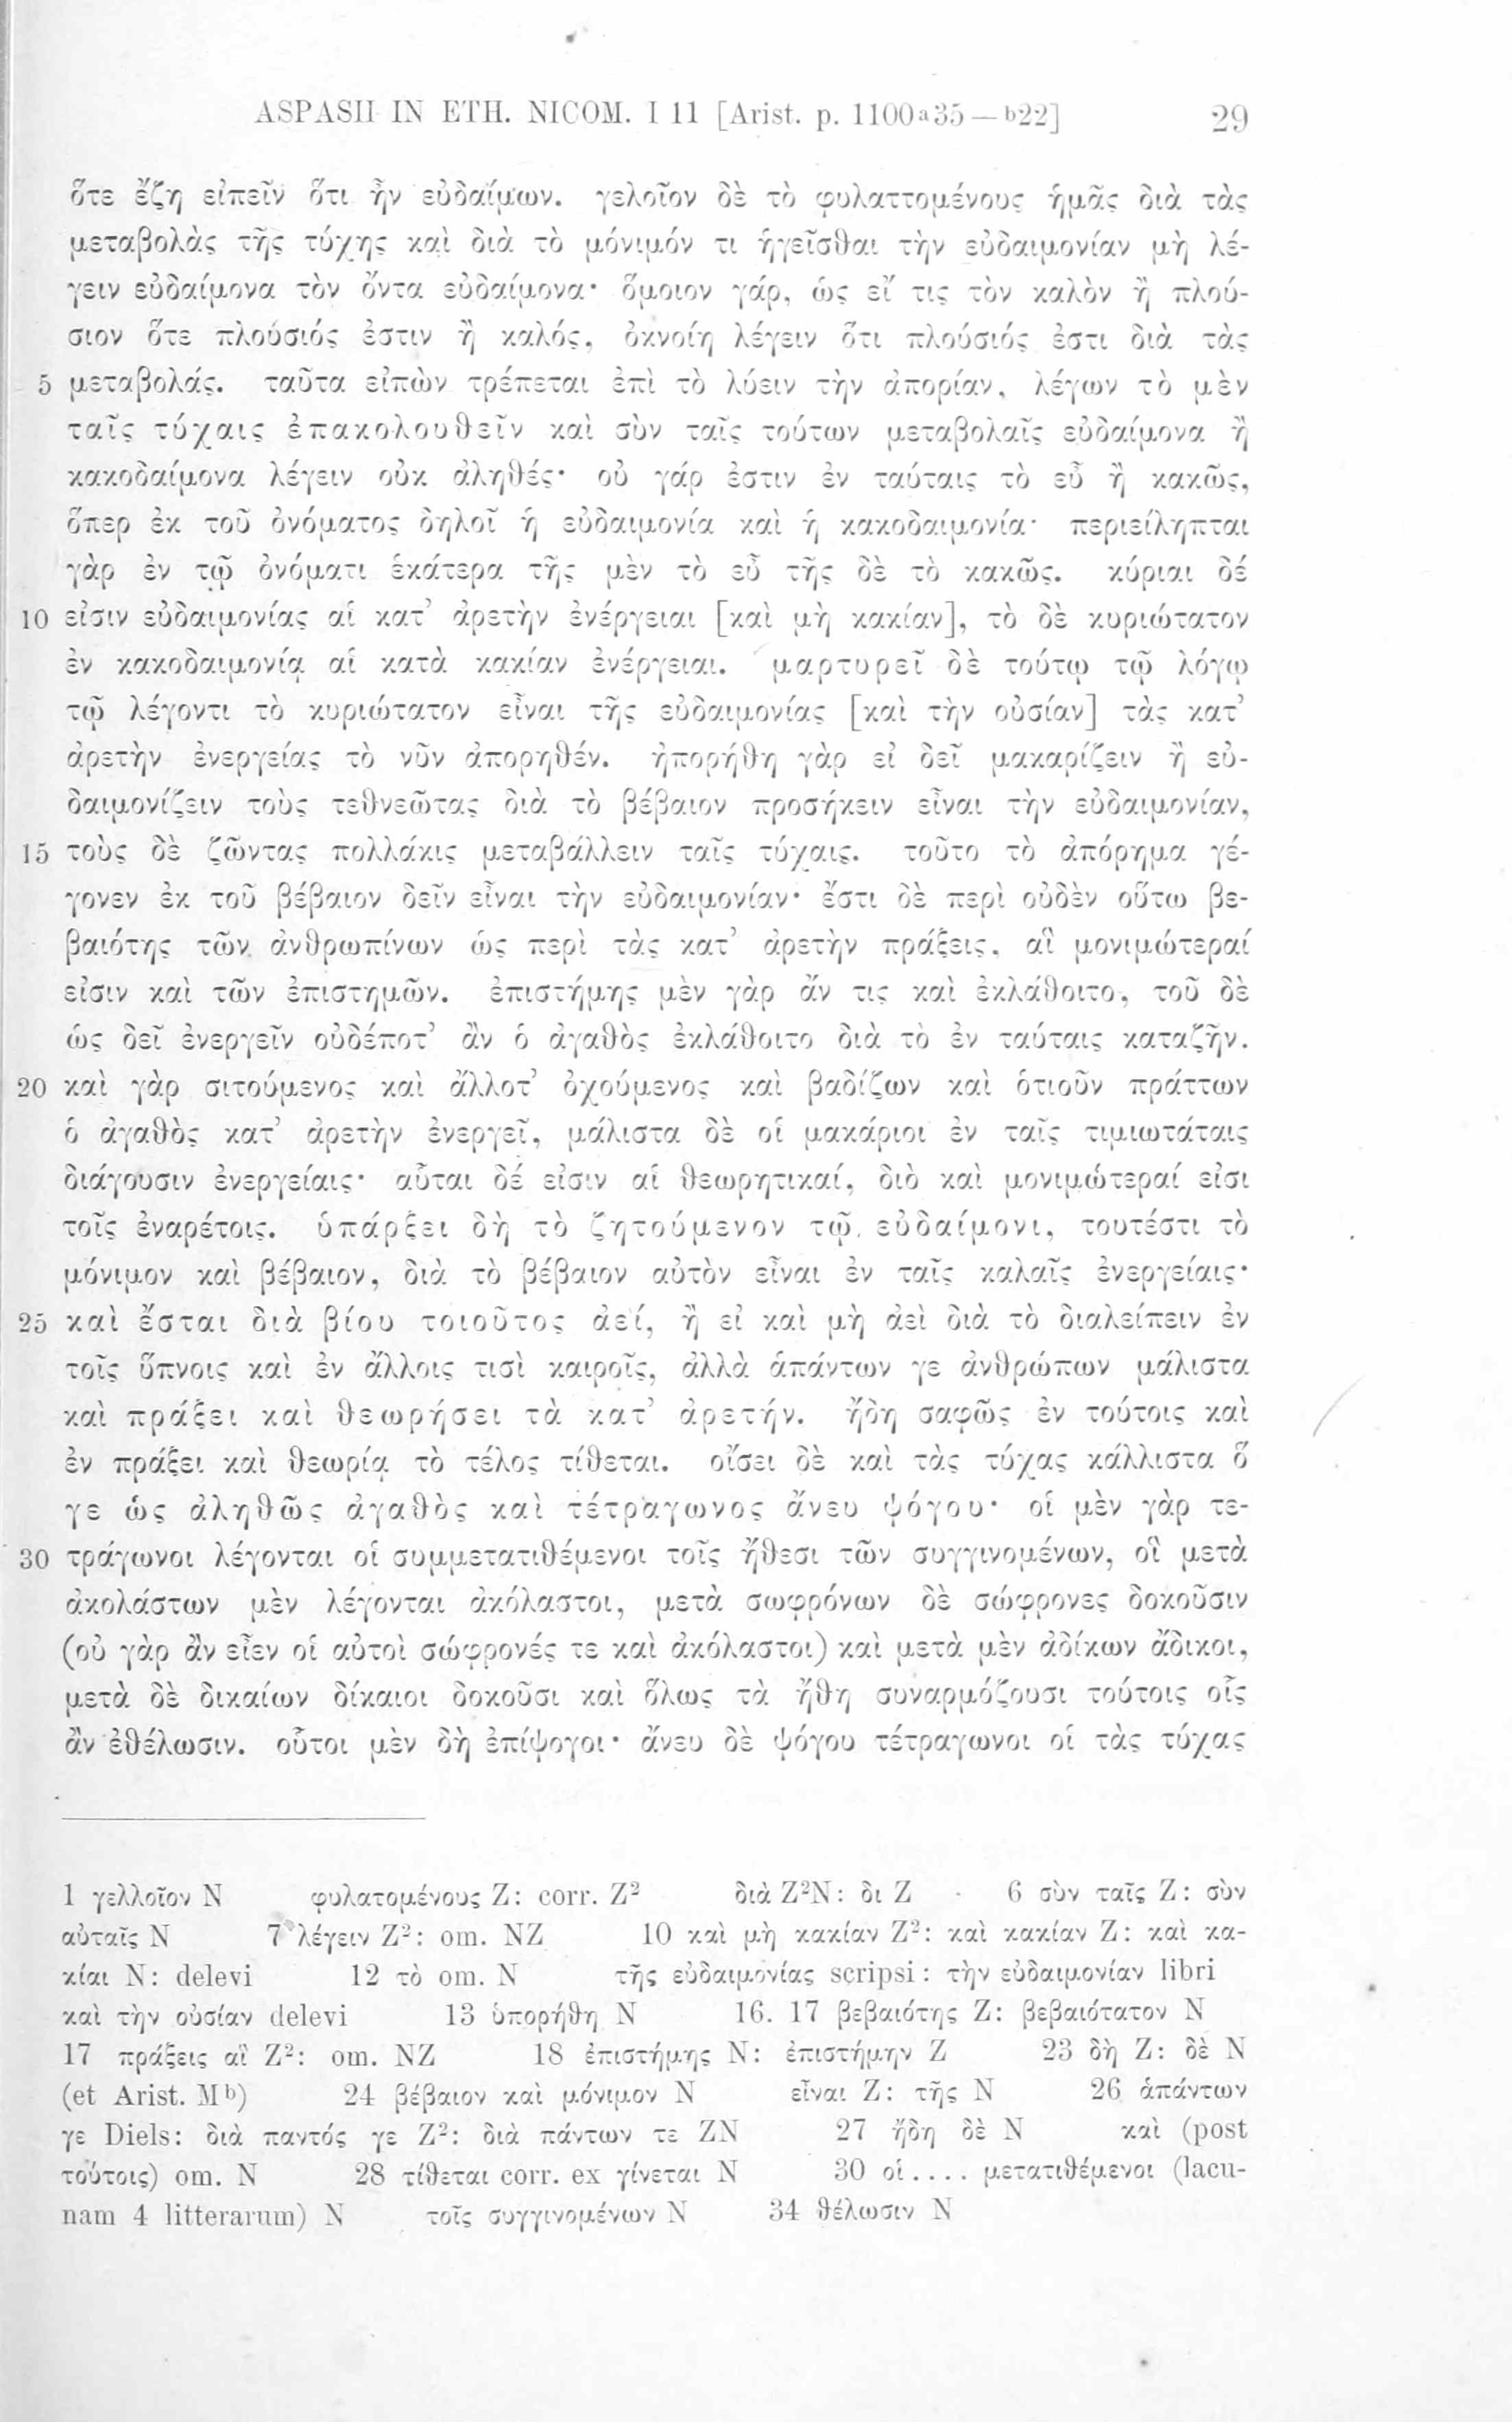 ASPASII IN ETH. NICOM. I 11 [Arist. p. 1100a35—b22] 29
ὅτε ἔζη εἰπεῖν ὅτι ἦν εὐδαίμων. γελοῖον δὲ τὸ φυλαττομένους ἡμᾶς διὰ τὰς
μεταβολὰς τῆς τύχης καὶ διὰ τὸ μόνιμόν τι ἡγεῖσθαι τὴν εὐδαιμονίαν μὴ λέ-
γειν εὐδαίμονα τὸν ὄντα εὐδαίμονα· ὅμοιον γάρ, ὡς εἴ τις τὸν καλὸν ἢ πλού-
σιον ὅτε πλούσιός ἐστιν ἢ καλός, ὀκνοίη λέγειν ὅτι πλούσιός ἐστι διὰ τὰς
5 μεταβολάς. ταῦτα εἰπὼν τρέπεται ἐπὶ τὸ λύειν τὴν ἀπορίαν, λέγων τὸ μὲν
ταῖς τύχαις ἐπακολουθεῖν καὶ σὺν ταῖς τούτων μεταβολαῖς εὐδαίμονα ἢ
κακοδαίμονα λέγειν οὐκ ἀληθές· οὐ γάρ ἐστιν ἐν ταύταις τὸ εὖ ἢ κακῶς,
ὅπερ ἐκ τοῦ ὀνόματος δηλοῖ ἡ εὐδαιμονία καὶ ἡ κακοδαιμονία· περιείληπται
γὰρ ἐν τῷ ὀνόματι ἑκάτερα τῆς μὲν τὸ εὖ τῆς δὲ τὸ κακῶς. κύριαι δέ
10 εἰσιν εὐδαιμονίας αἱ κατ’ ἀρετὴν ἐνέργειαι [καὶ μὴ κακίαν], τὸ δὲ κυριώτατον
ἐν κακοδαιμονίᾳ αἱ κατὰ κακίαν ἐνέργειαι. μαρτυρεῖ δὲ τούτῳ τῷ λόγῳ
τῷ λέγοντι τὸ κυριώτατον εἶναι τῆς εὐδαιμονίας [καὶ τὴν οὐσίαν] τὰς κατ’
ἀρετὴν ἐνεργείας τὸ νῦν ἀπορηθέν. ἠπορήθη γὰρ εἰ δεῖ μακαρίζειν ἢ εὐ-
δαιμονίζειν τοὺς τεθνεῶτας διὰ τὸ βέβαιον προσήκειν εἶναι τὴν εὐδαιμονίαν,
15 τοὺς δὲ ζῶντας πολλάκις μεταβάλλειν ταῖς τύχαις. τοῦτο τὸ ἀπόρημα γέ-
γονεν ἐκ τοῦ βέβαιον δεῖν εἶναι τὴν εὐδαιμονίαν· ἔστι δὲ περὶ οὐδὲν οὕτω βε-
βαιότης τῶν ἀνθρωπίνων ὡς περὶ τὰς κατ’ ἀρετὴν πράξεις, αἳ μονιμώτεραί
εἰσιν καὶ τῶν ἐπιστημῶν. ἐπιστήμης μὲν γὰρ ἄν τις καὶ ἐκλάθοιτο, τοῦ δὲ
ὡς δεῖ ἐνεργεῖν οὐδέποτ’ ἂν ὁ ἀγαθὸς ἐκλάθοιτο διὰ τὸ ἐν ταύταις καταζῆν.
20 καὶ γὰρ σιτούμενος καὶ ἄλλοτ’ ὀχούμενος καὶ βαδίζων καὶ ὁτιοῦν πράττων
ὁ ἀγαθὸς κατ’ ἀρετὴν ἐνεργεῖ, μάλιστα δὲ οἱ μακάριοι ἐν ταῖς τιμιωτάταις
διάγουσιν ἐνεργείαις· αὗται δέ εἰσιν αἱ θεωρητικαί, διὸ καὶ μονιμώτεραί εἰσι
τοῖς ἐναρέτοις. ὑπάρξει δὴ τὸ ζητούμενον τῷ εὐδαίμονι, τουτέστι τὸ
μόνιμον καὶ βέβαιον, διὰ τὸ βέβαιον αὐτὸν εἶναι ἐν ταῖς καλαῖς ἐνεργείαις·
25 καὶ ἔσται διὰ βίου τοιοῦτος ἀεί, ἢ εἰ καὶ μὴ ἀεὶ διὰ τὸ διαλείπειν ἐν
τοῖς ὕπνοις καὶ ἐν ἄλλοις τισὶ καιροῖς, ἀλλὰ ἁπάντων γε ἀνθρώπων μάλιστα
καὶ πράξει καὶ θεωρήσει τὰ κατ’ ἀρετήν. ἤδη σαφῶς ἐν τούτοις καὶ
ἐν πράξει καὶ θεωρίᾳ τὸ τέλος τίθεται. οἴσει δὲ καὶ τὰς τύχας κάλλιστα ὅ
γε ὡς ἀληθῶς ἀγαθὸς καὶ τέτραγωνος ἄνευ ψόγου· οἱ μὲν γὰρ τε-
30 τράγωνοι λέγονται οἱ συμμετατιθέμενοι τοῖς ἤθεσι τῶν συγγινομένων, οἳ μετὰ
ἀκολάστων μὲν λέγονται ἀκόλαστοι, μετὰ σωφρόνων δὲ σώφρονες δοκοῦσιν
(οὐ γὰρ ἂν εἶεν οἱ αὐτοὶ σώφρονές τε καὶ ἀκόλαστοι) καὶ μετὰ μὲν ἀδίκων ἄδικοι,
μετὰ δὲ δικαίων δίκαιοι δοκοῦσι καὶ ὅλως τὰ ἤθη συναρμόζουσι τούτοις οἷς
ἂν ἐθέλωσιν. οὗτοι μὲν δὴ ἐπίψογοι· ἄνευ δὲ ψόγου τέτραγωνοι οἱ τὰς τύχας
1 γελλοῖον N φυλατομένους Z: corr. Z² διὰ Z²N: δι Z 6 σὺν ταῖς Z: σὺν
αὐταῖς N 7 λέγειν Z²: om. NZ 10 καὶ μὴ κακίαν Z²: καὶ κακίαν Z: καὶ κα-
κίαι N: delevi 12 τὸ om. N τῆς εὐδαιμονίας scripsi: τὴν εὐδαιμονίαν libri
καὶ τὴν οὐσίαν delevi 13 ὑπορήθη N 16. 17 βεβαιότης Z: βεβαιότατον N
17 πράξεις αἳ Z²: om. NZ 18 ἐπιστήμης N: ἐπιστήμην Z 23 δὴ Z: δὲ N
(et Arist. Mᵇ) 24 βέβαιον καὶ μόνιμον N εἶναι Z: τῆς N 26 ἁπάντων
γε Diels: διὰ παντός γε Z²: διὰ πάντων τε ZN 27 ἤδη δὲ N καὶ (post
τούτοις) om. N 28 τίθεται corr. ex γίνεται N 30 οἱ.... μετατιθέμενοι (lacu-
nam 4 litterarum) N τοῖς συγγινομένων N 34 θέλωσιν N